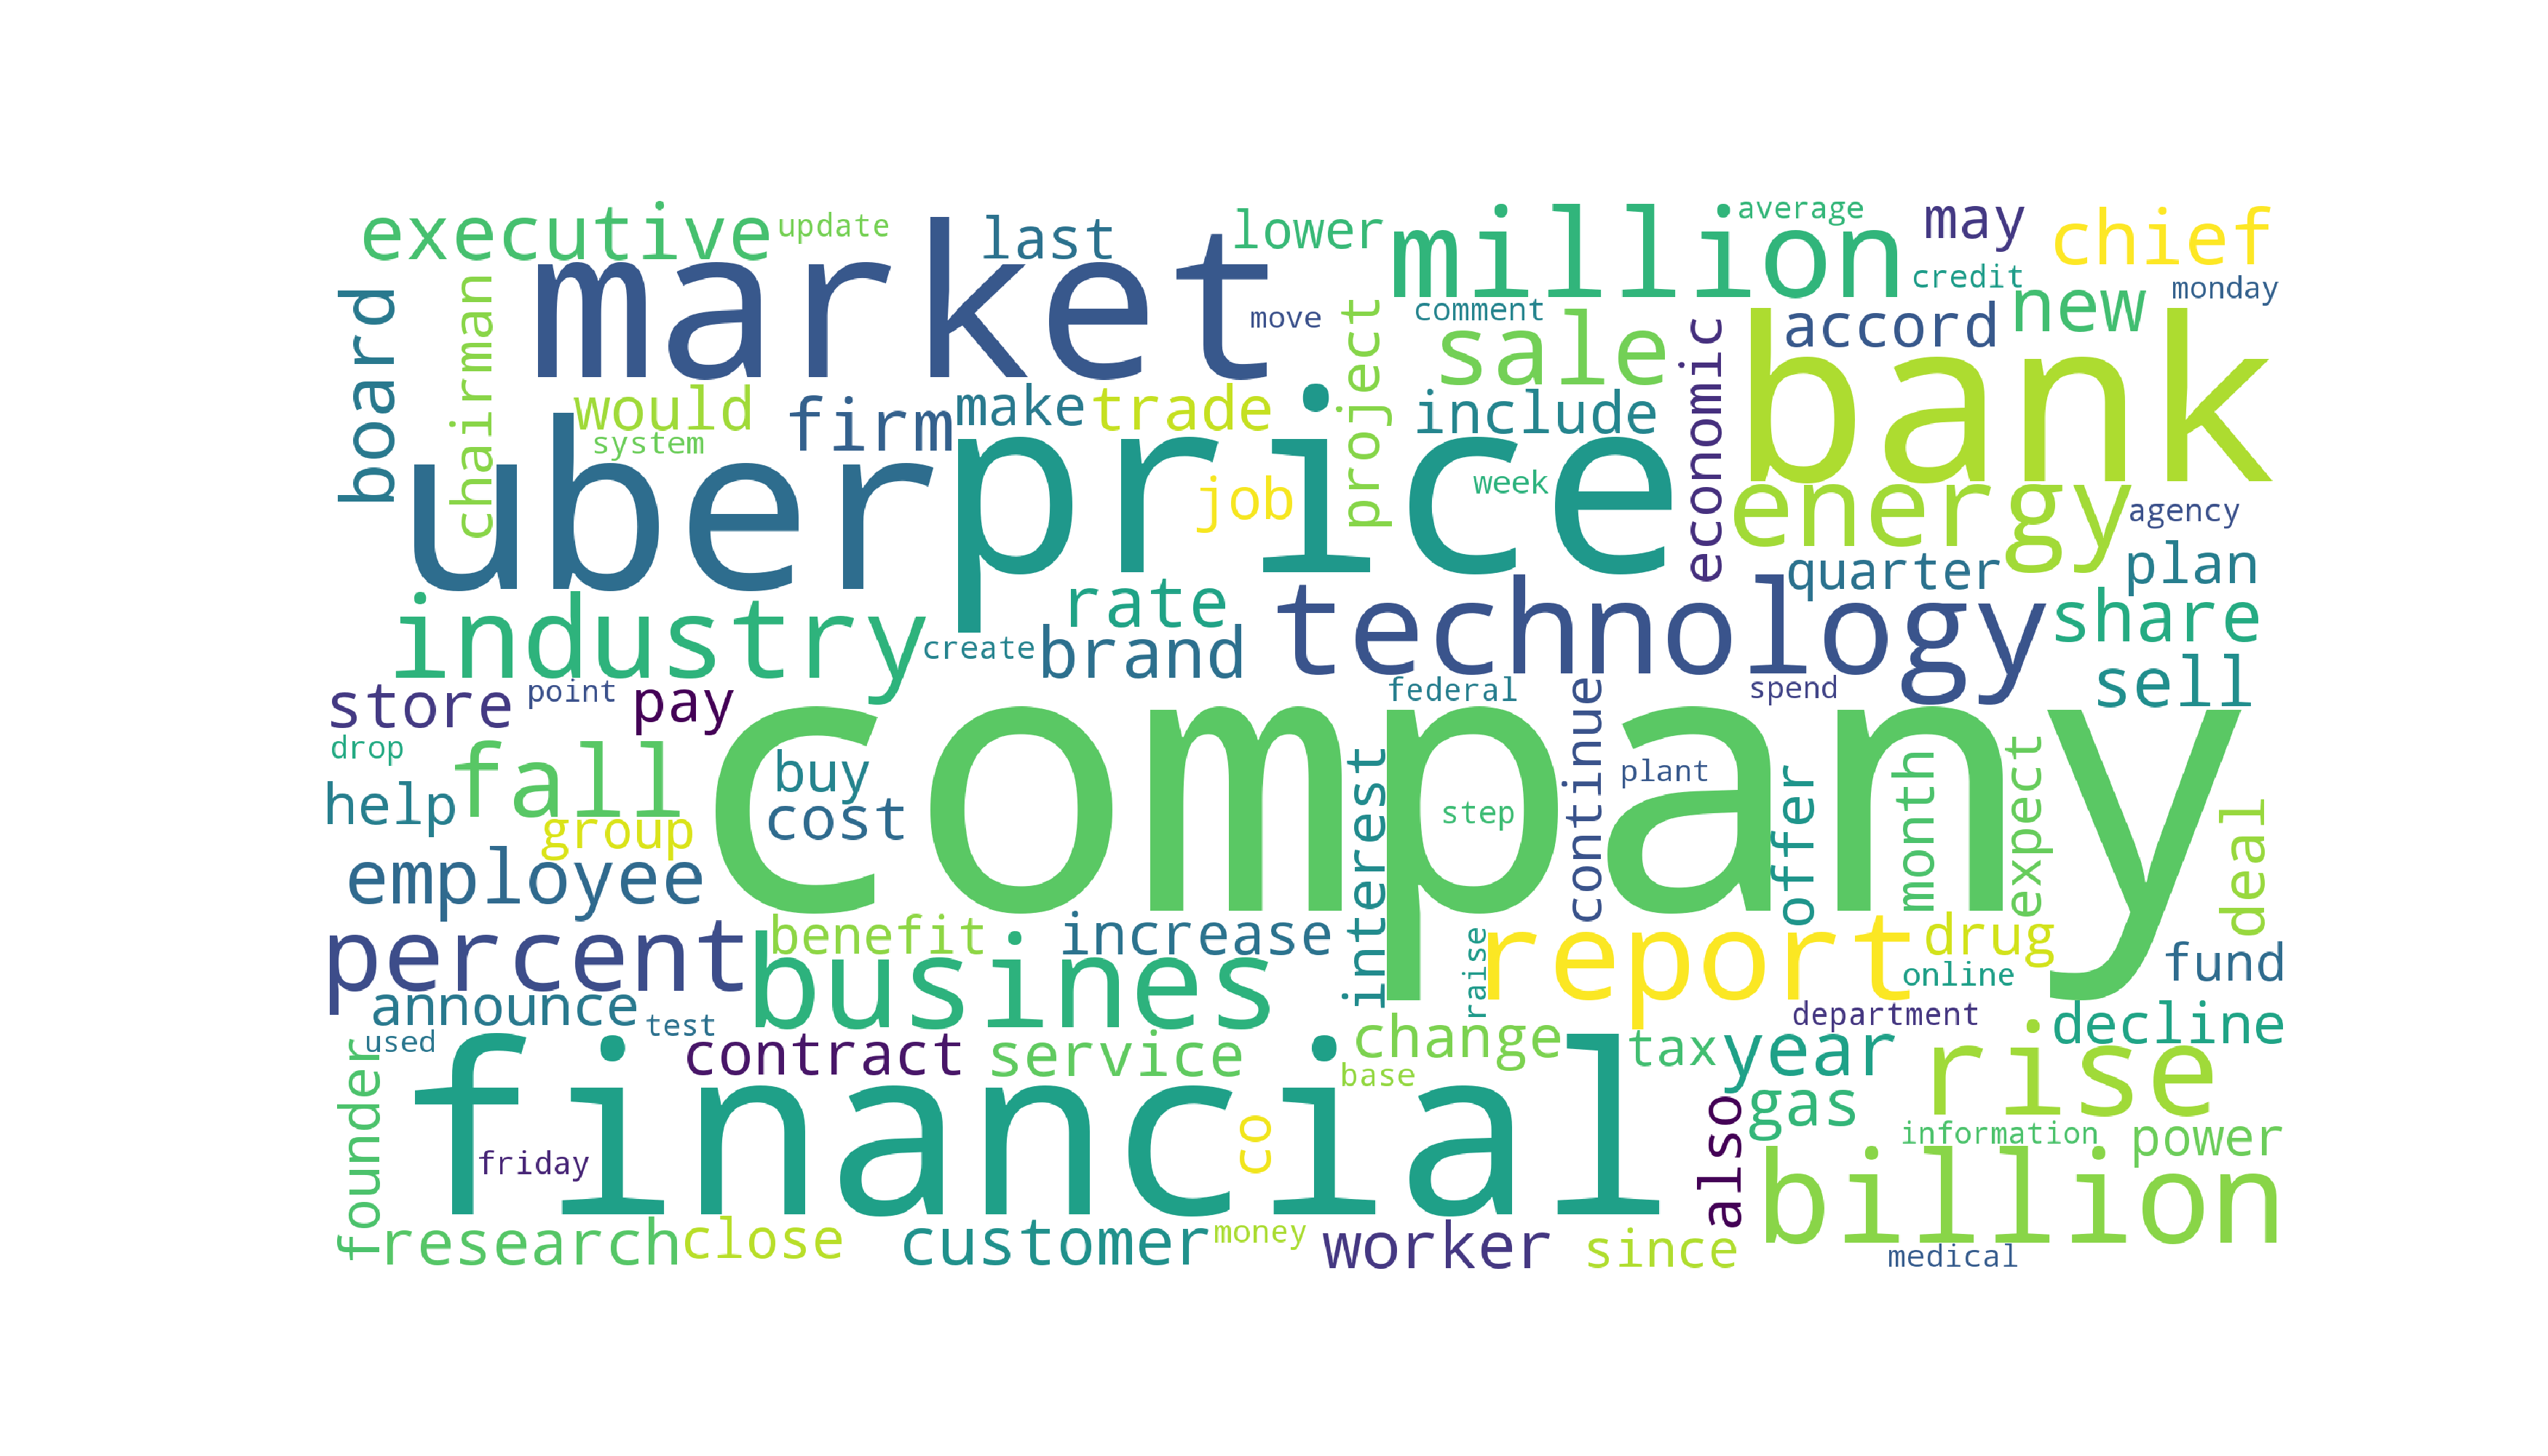 executive
update
last
lower
million
average
may
chief
market
credit
monday
board
chairman
move
project
comment
new
sale
accord
economic
bank
would
firm
make
trade
include
system
uber
price
job
week
energy
agency
quarter
plan
industry
rate
technology
share
create
brand
store
point
pay
federal
continue
spend
sell
company
drop
fall
buy
interest
plant
offer
month
expect
help
group
cost
step
deal
employee
percent
benefit
increase
raise
report
drug
fund
busines
online
announce
test
department
decline
used
founder
contract
service
change
tax
year
rise
financial
base
gas
also
co
information
power
friday
billion
research
close
customer
money
worker
since
medical